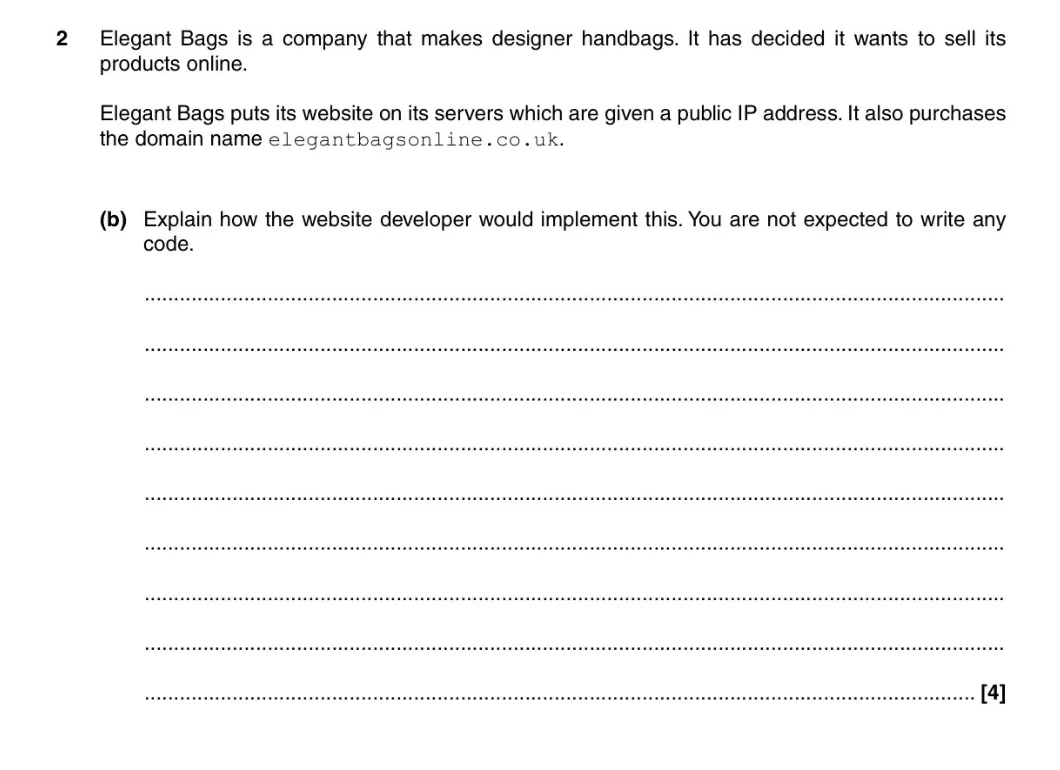 2 Elegant Bags is a company that makes designer handbags. It has decided it wants to sell its
products online.
Elegant Bags puts its website on its servers which are given a public IP address. It also purchases
the domain name elegantbagsonline.co.uk.
(b) Explain how the website developer would implement this. You are not expected to write any
code.
[4]